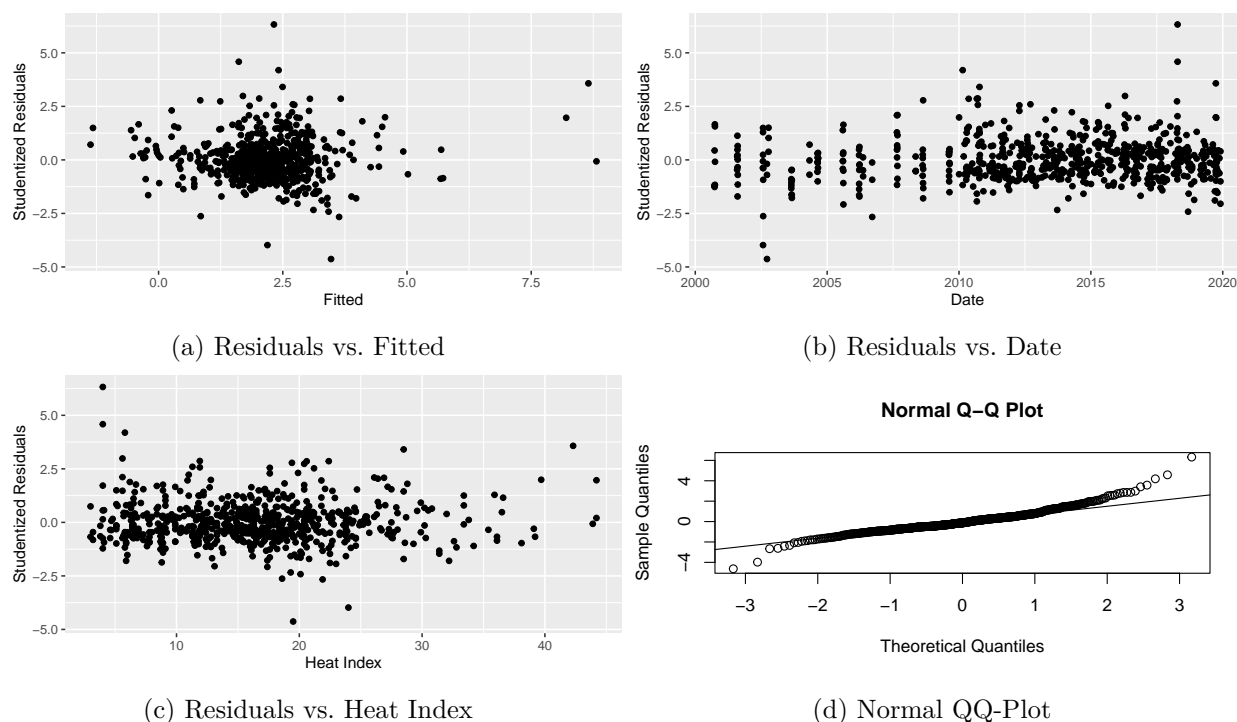 5.0
2.5
0.0
−2.5
−5.0
Studentized Residuals
0.0 2.5 5.0 7.5
Fitted
(a) Residuals vs. Fitted
5.0
2.5
0.0
−2.5
−5.0
Studentized Residuals
2000 2005 2010 2015 2020
Date
(b) Residuals vs. Date
5.0
2.5
0.0
−2.5
−5.0
Studentized Residuals
10 20 30 40
Heat Index
(c) Residuals vs. Heat Index
Normal Q−Q Plot
4
0
−4
Sample Quantiles
−3 −2 −1 0 1 2 3
Theoretical Quantiles
(d) Normal QQ-Plot